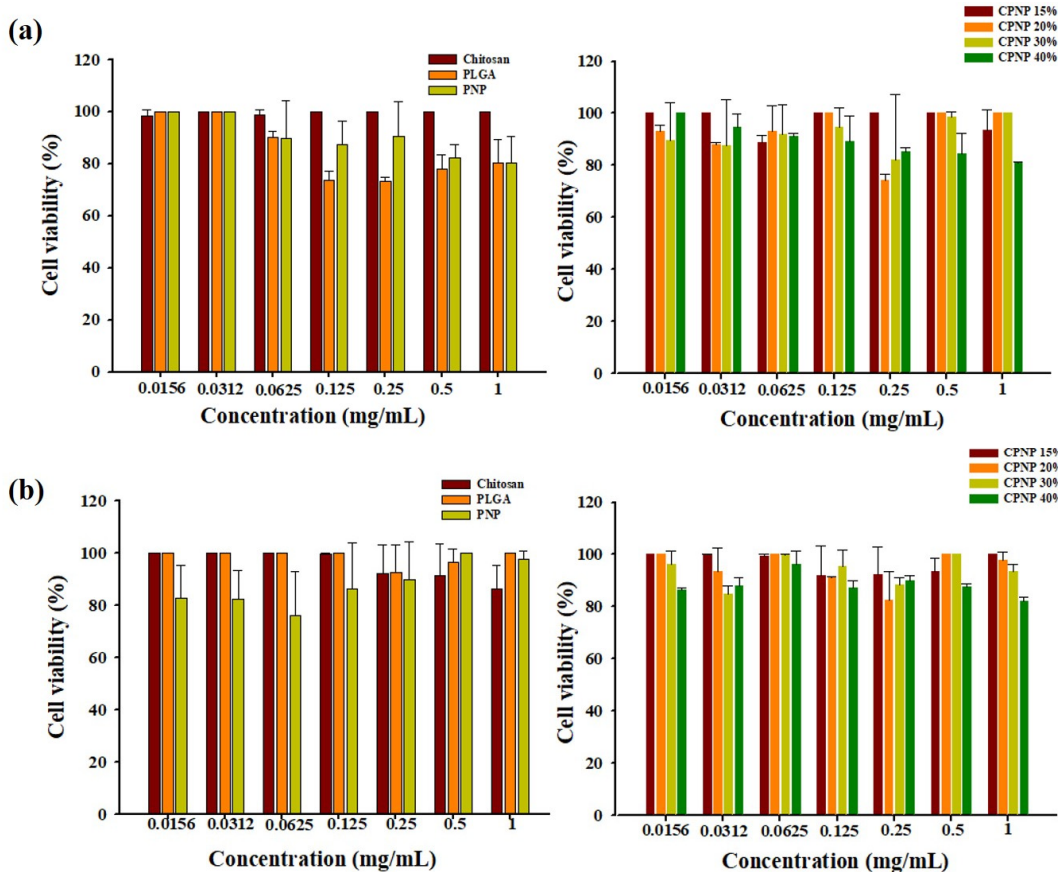 (a)
Chitosan
PLGA
PNP
Cell viability (%)
120
100
80
60
40
20
0
0.0156 0.0312 0.0625 0.125 0.25 0.5 1
Concentration (mg/mL)
CPNP 15%
CPNP 20%
CPNP 30%
CPNP 40%
Cell viability (%)
120
100
80
60
40
20
0
0.0156 0.0312 0.0625 0.125 0.25 0.5 1
Concentration (mg/mL)
(b)
Chitosan
PLGA
PNP
Cell viability (%)
120
100
80
60
40
20
0
0.0156 0.0312 0.0625 0.125 0.25 0.5 1
Concentration (mg/mL)
CPNP 15%
CPNP 20%
CPNP 30%
CPNP 40%
Cell viability (%)
120
100
80
60
40
20
0
0.0156 0.0312 0.0625 0.125 0.25 0.5 1
Concentration (mg/mL)